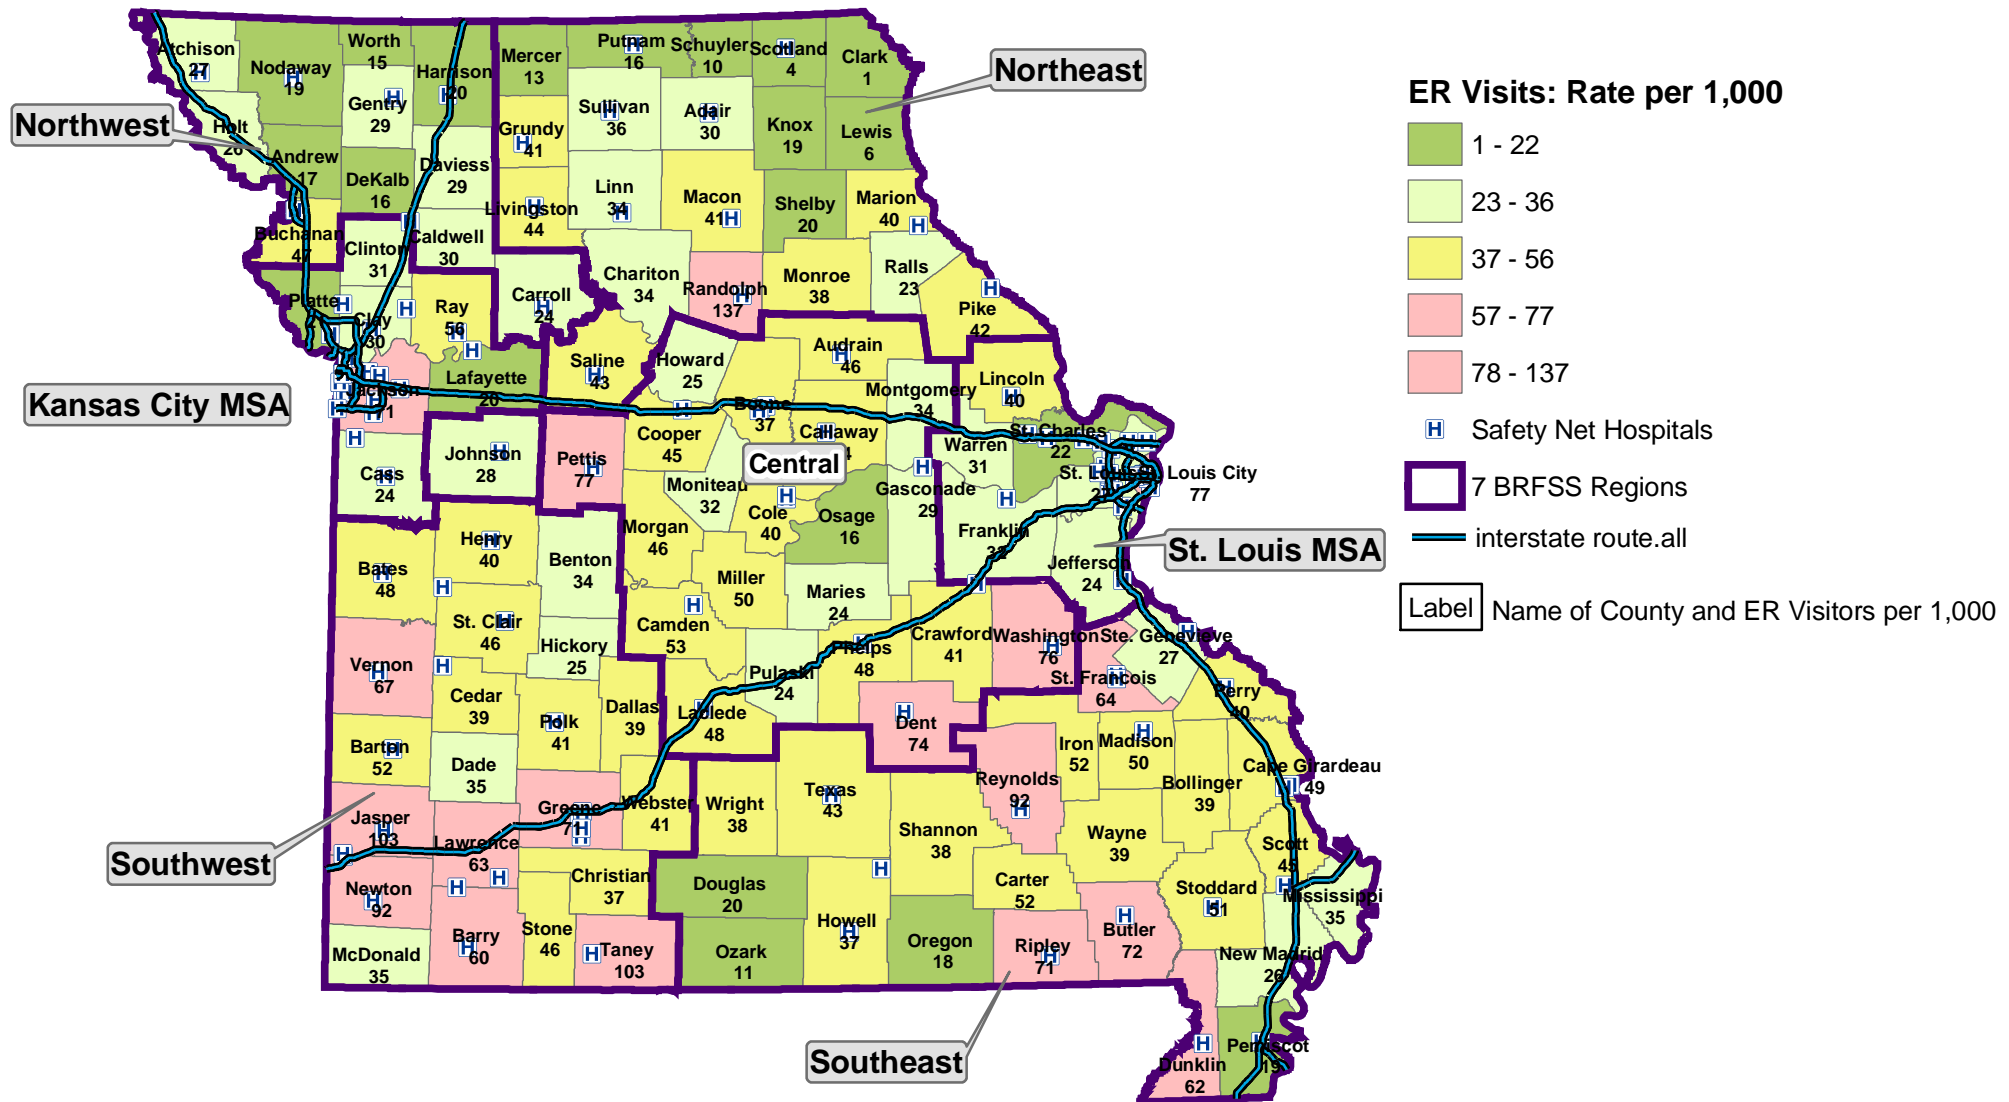 Atchison
27
Nodaway
19
Worth
15
Harrison
20
Mercer
13
Putnam
16
Schuyler
10
Scotland
4
Clark
1
Northeast
Northwest
Holt
26
Gentry
29
Andrew
17
DeKalb
16
Daviess
29
Grundy
41
Sullivan
36
Adair
30
Knox
19
Lewis
6
Livingston
44
Linn
34
Macon
41
Shelby
20
Marion
40
Buchanan
47
Clinton
31
Caldwell
30
Carroll
24
Chariton
34
Randolph
137
Monroe
38
Ralls
23
Pike
42
Platte
Clay
30
Ray
56
Kansas City MSA
Jackson
71
Lafayette
20
Saline
43
Howard
25
Audrain
46
Montgomery
34
Lincoln
40
Boone
37
Callaway
Cooper
45
Central
Warren
31
St. Charles
22
St. Louis
Louis City
77
Cass
24
Johnson
28
Pettis
77
Moniteau
32
Cole
40
Osage
16
Gasconade
29
Franklin
32
Jefferson
24
St. Louis MSA
Morgan
46
Miller
50
Maries
24
Bates
48
Henry
40
Benton
34
St. Clair
46
Hickory
25
Camden
53
Pulaski
24
Phelps
48
Crawford
41
Washington
76
Ste. Genevieve
27
St. Francois
64
Perry
40
Vernon
67
Cedar
39
Polk
41
Dallas
39
Laclede
48
Dent
74
Iron
52
Madison
50
Bollinger
39
Cape Girardeau
49
Barton
52
Dade
35
Greene
71
Webster
41
Wright
38
Texas
43
Reynolds
92
Shannon
38
Wayne
39
Scott
45
Jasper
103
Lawrence
63
Southwest
Newton
92
Christian
37
Douglas
20
Howell
37
Carter
52
Stoddard
51
Mississippi
35
McDonald
35
Barry
60
Stone
46
Taney
103
Ozark
11
Oregon
18
Ripley
71
Butler
72
New Madrid
26
Southeast
Dunklin
62
Pemiscot
19
ER Visits: Rate per 1,000
1 - 22
23 - 36
37 - 56
57 - 77
78 - 137
H Safety Net Hospitals
7 BRFSS Regions
interstate route.all
Label Name of County and ER Visitors per 1,000